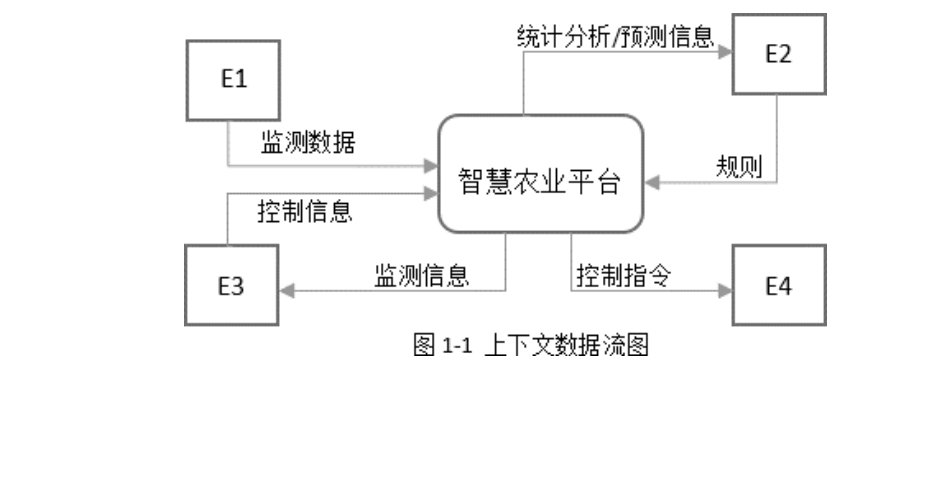 统计分析/预测信息
E1
E2
监测数据
规则
智慧农业平台
控制信息
E3
监测信息
控制指令
E4
图 1-1 上下文数据流图